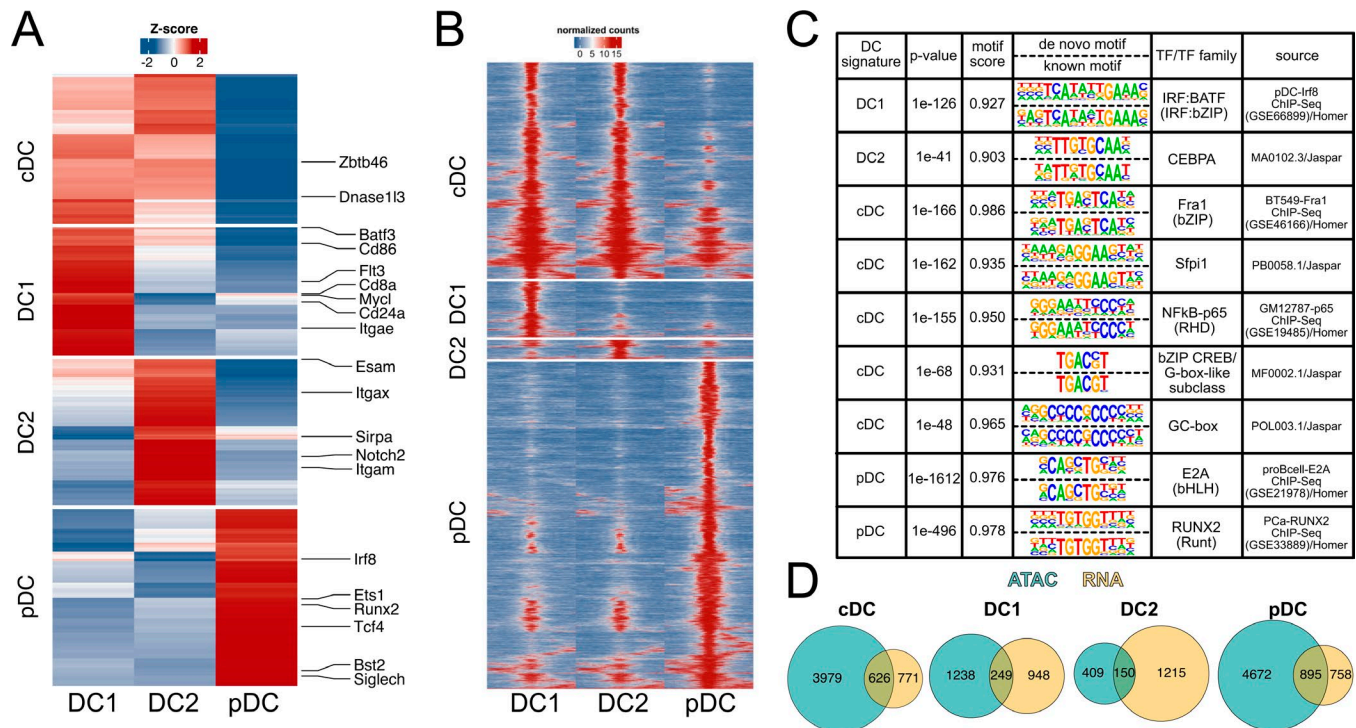 A
Z-score
-2 0 2
cDC
DC1
DC2
pDC
Zbtb46
Dnase1l3
Batf3
Cd86
Flt3
Cd8a
Mycl
Cd24a
Itgae
Esam
Itgax
Sirpa
Notch2
Itgam
Irf8
Ets1
Runx2
Tcf4
Bst2
Siglech
DC1 DC2 pDC
B
normalized counts
0 5 10 15
cDC
DC1
DC2
pDC
DC1 DC2 pDC
C
DC signature p-value motif score de novo motif known motif TF/TF family source
DC1 1e-126 0.927 IRF:BATF (IRF:bZIP) pDC-Irf8 ChIP-Seq (GSE66899)/Homer
DC2 1e-41 0.903 CEBPA MA0102.3/Jaspar
cDC 1e-166 0.986 Fra1 (bZIP) BT549-Fra1 ChIP-Seq (GSE46166)/Homer
cDC 1e-162 0.935 Sfpi1 PB0058.1/Jaspar
cDC 1e-155 0.950 NFkB-p65 (RHD) GM12787-p65 ChIP-Seq (GSE19485)/Homer
cDC 1e-68 0.931 TGACGT bZIP CREB/ G-box-like subclass MF0002.1/Jaspar
cDC 1e-48 0.965 GC-box POL003.1/Jaspar
pDC 1e-1612 0.976 E2A (bHLH) proBcell-E2A ChIP-Seq (GSE21978)/Homer
pDC 1e-496 0.978 RUNX2 (Runt) PCa-RUNX2 ChIP-Seq (GSE33889)/Homer
D
ATAC RNA
cDC DC1 DC2 pDC
3979 626 771
1238 249 948
409 150 1215
4672 895 758